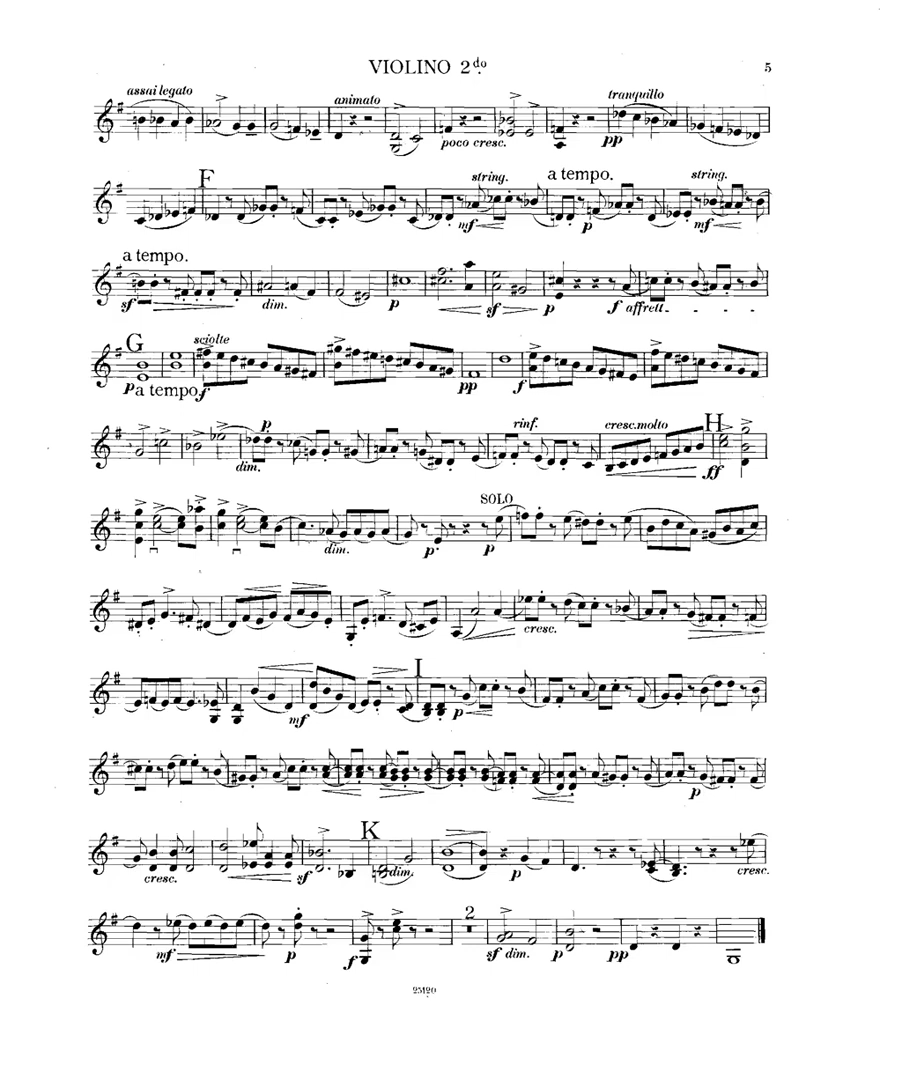 VIOLINO 2do. 5
assai legato animato poco cresc. pp tranquillo
F mf string. a tempo. p mf string.
a tempo. sf dim. p sf p f affrett.
G p a tempo. f sciolte pp f
dim. p. rinf. cresc. molto H ff
dim. p. SOLO p
cresc.
mf I p
p
cresc. sf K dim. p cresc.
mf p f 2 sf dim. p pp
25120